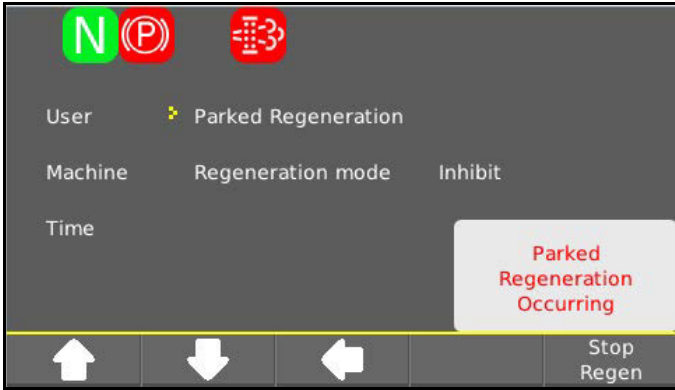 N (P)
User Parked Regeneration
Machine Regeneration mode Inhibit
Time
Parked
Regeneration
Occurring
Stop
Regen